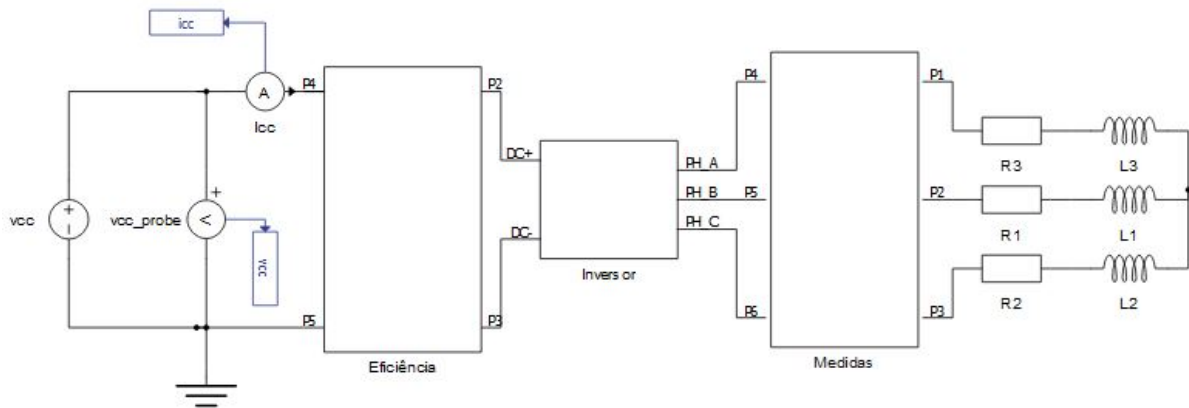 icc
A
Icc
P4
P2
P4
P1
R3
L3
DC+
PH_A
PH_B
PH_C
P5
P2
R1
L1
vcc
+
−
vcc_probe
+
V
vcc
DC-
Inversor
P5
P3
P6
P3
R2
L2
Eficiência
Medidas